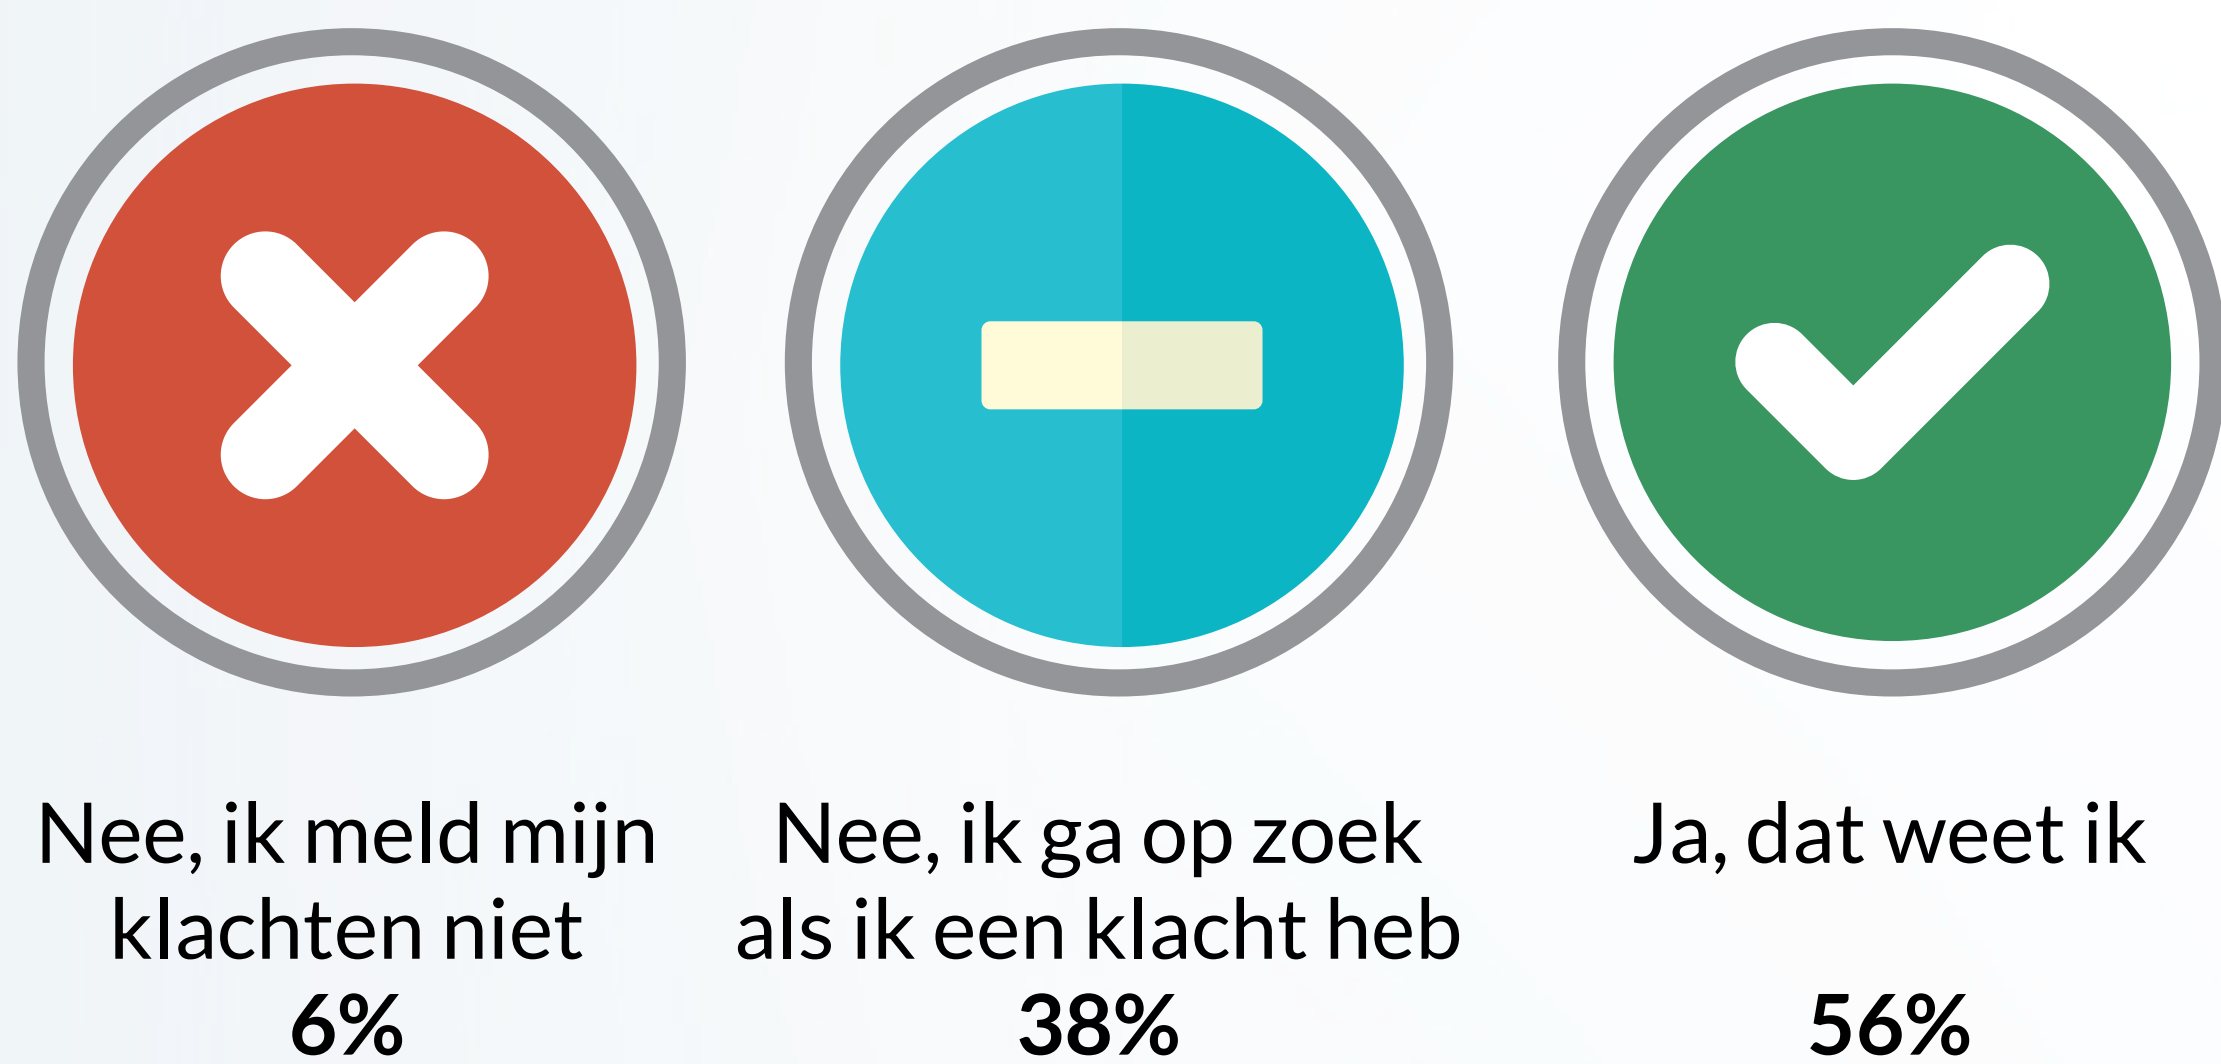 Nee, ik meld mijn
klachten niet
6%
Nee, ik ga op zoek
als ik een klacht heb
38%
Ja, dat weet ik
56%